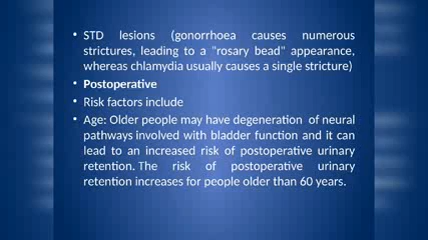 • STD lesions (gonorrhoea causes numerous
strictures, leading to a "rosary bead" appearance,
whereas chlamydia usually causes a single stricture)
• Postoperative
• Risk factors include
• Age: Older people may have degeneration of neural
pathways involved with bladder function and it can
lead to an increased risk of postoperative urinary
retention. The risk of postoperative urinary
retention increases for people older than 60 years.